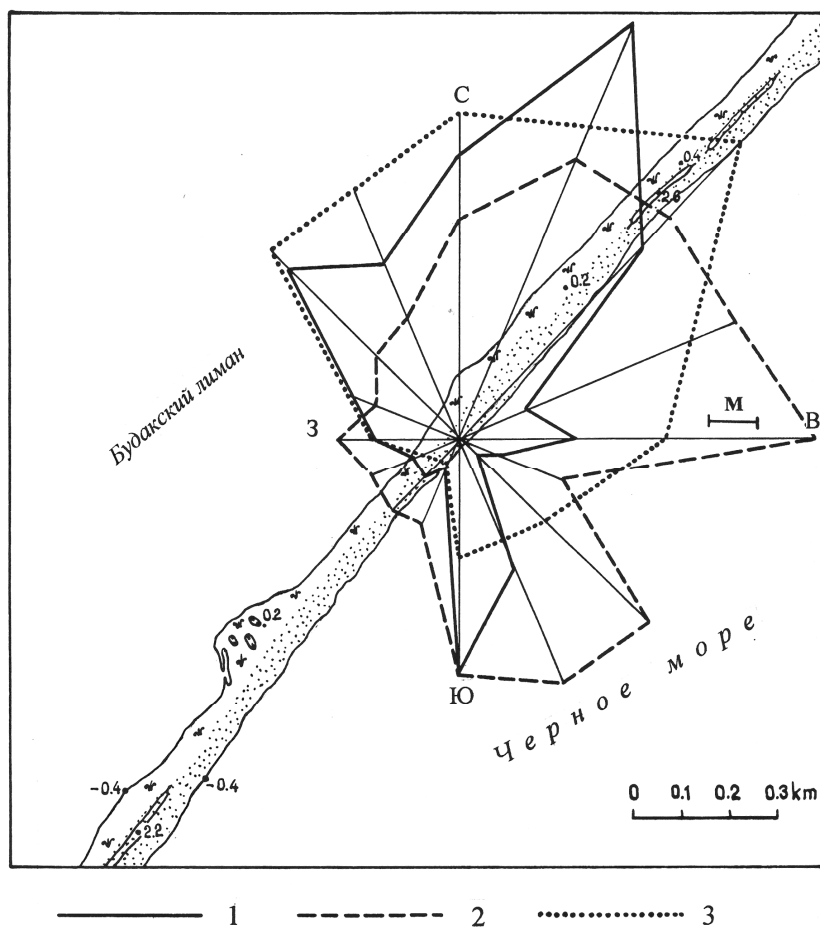 С
0.4
2.6
0.2
Будакский лиман
З
М
В
0.2
Ю
Черное море
-0.4
-0.4
2.2
0 0.1 0.2 0.3 km
1 2 3